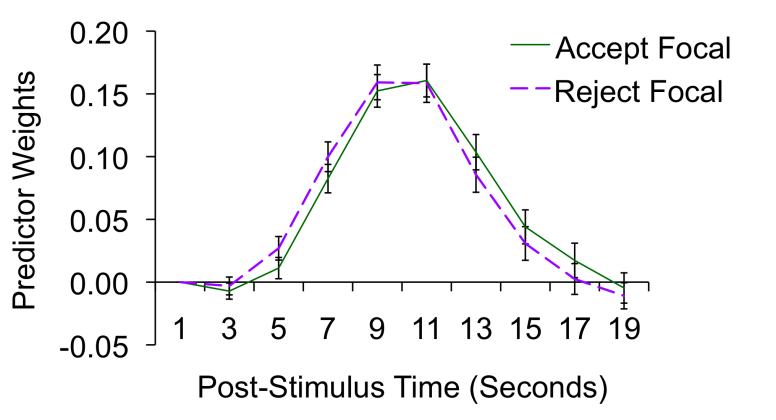 0.20
0.15
0.10
0.05
0.00
-0.05
Predictor Weights
Accept Focal
Reject Focal
1 3 5 7 9 11 13 15 17 19
Post-Stimulus Time (Seconds)